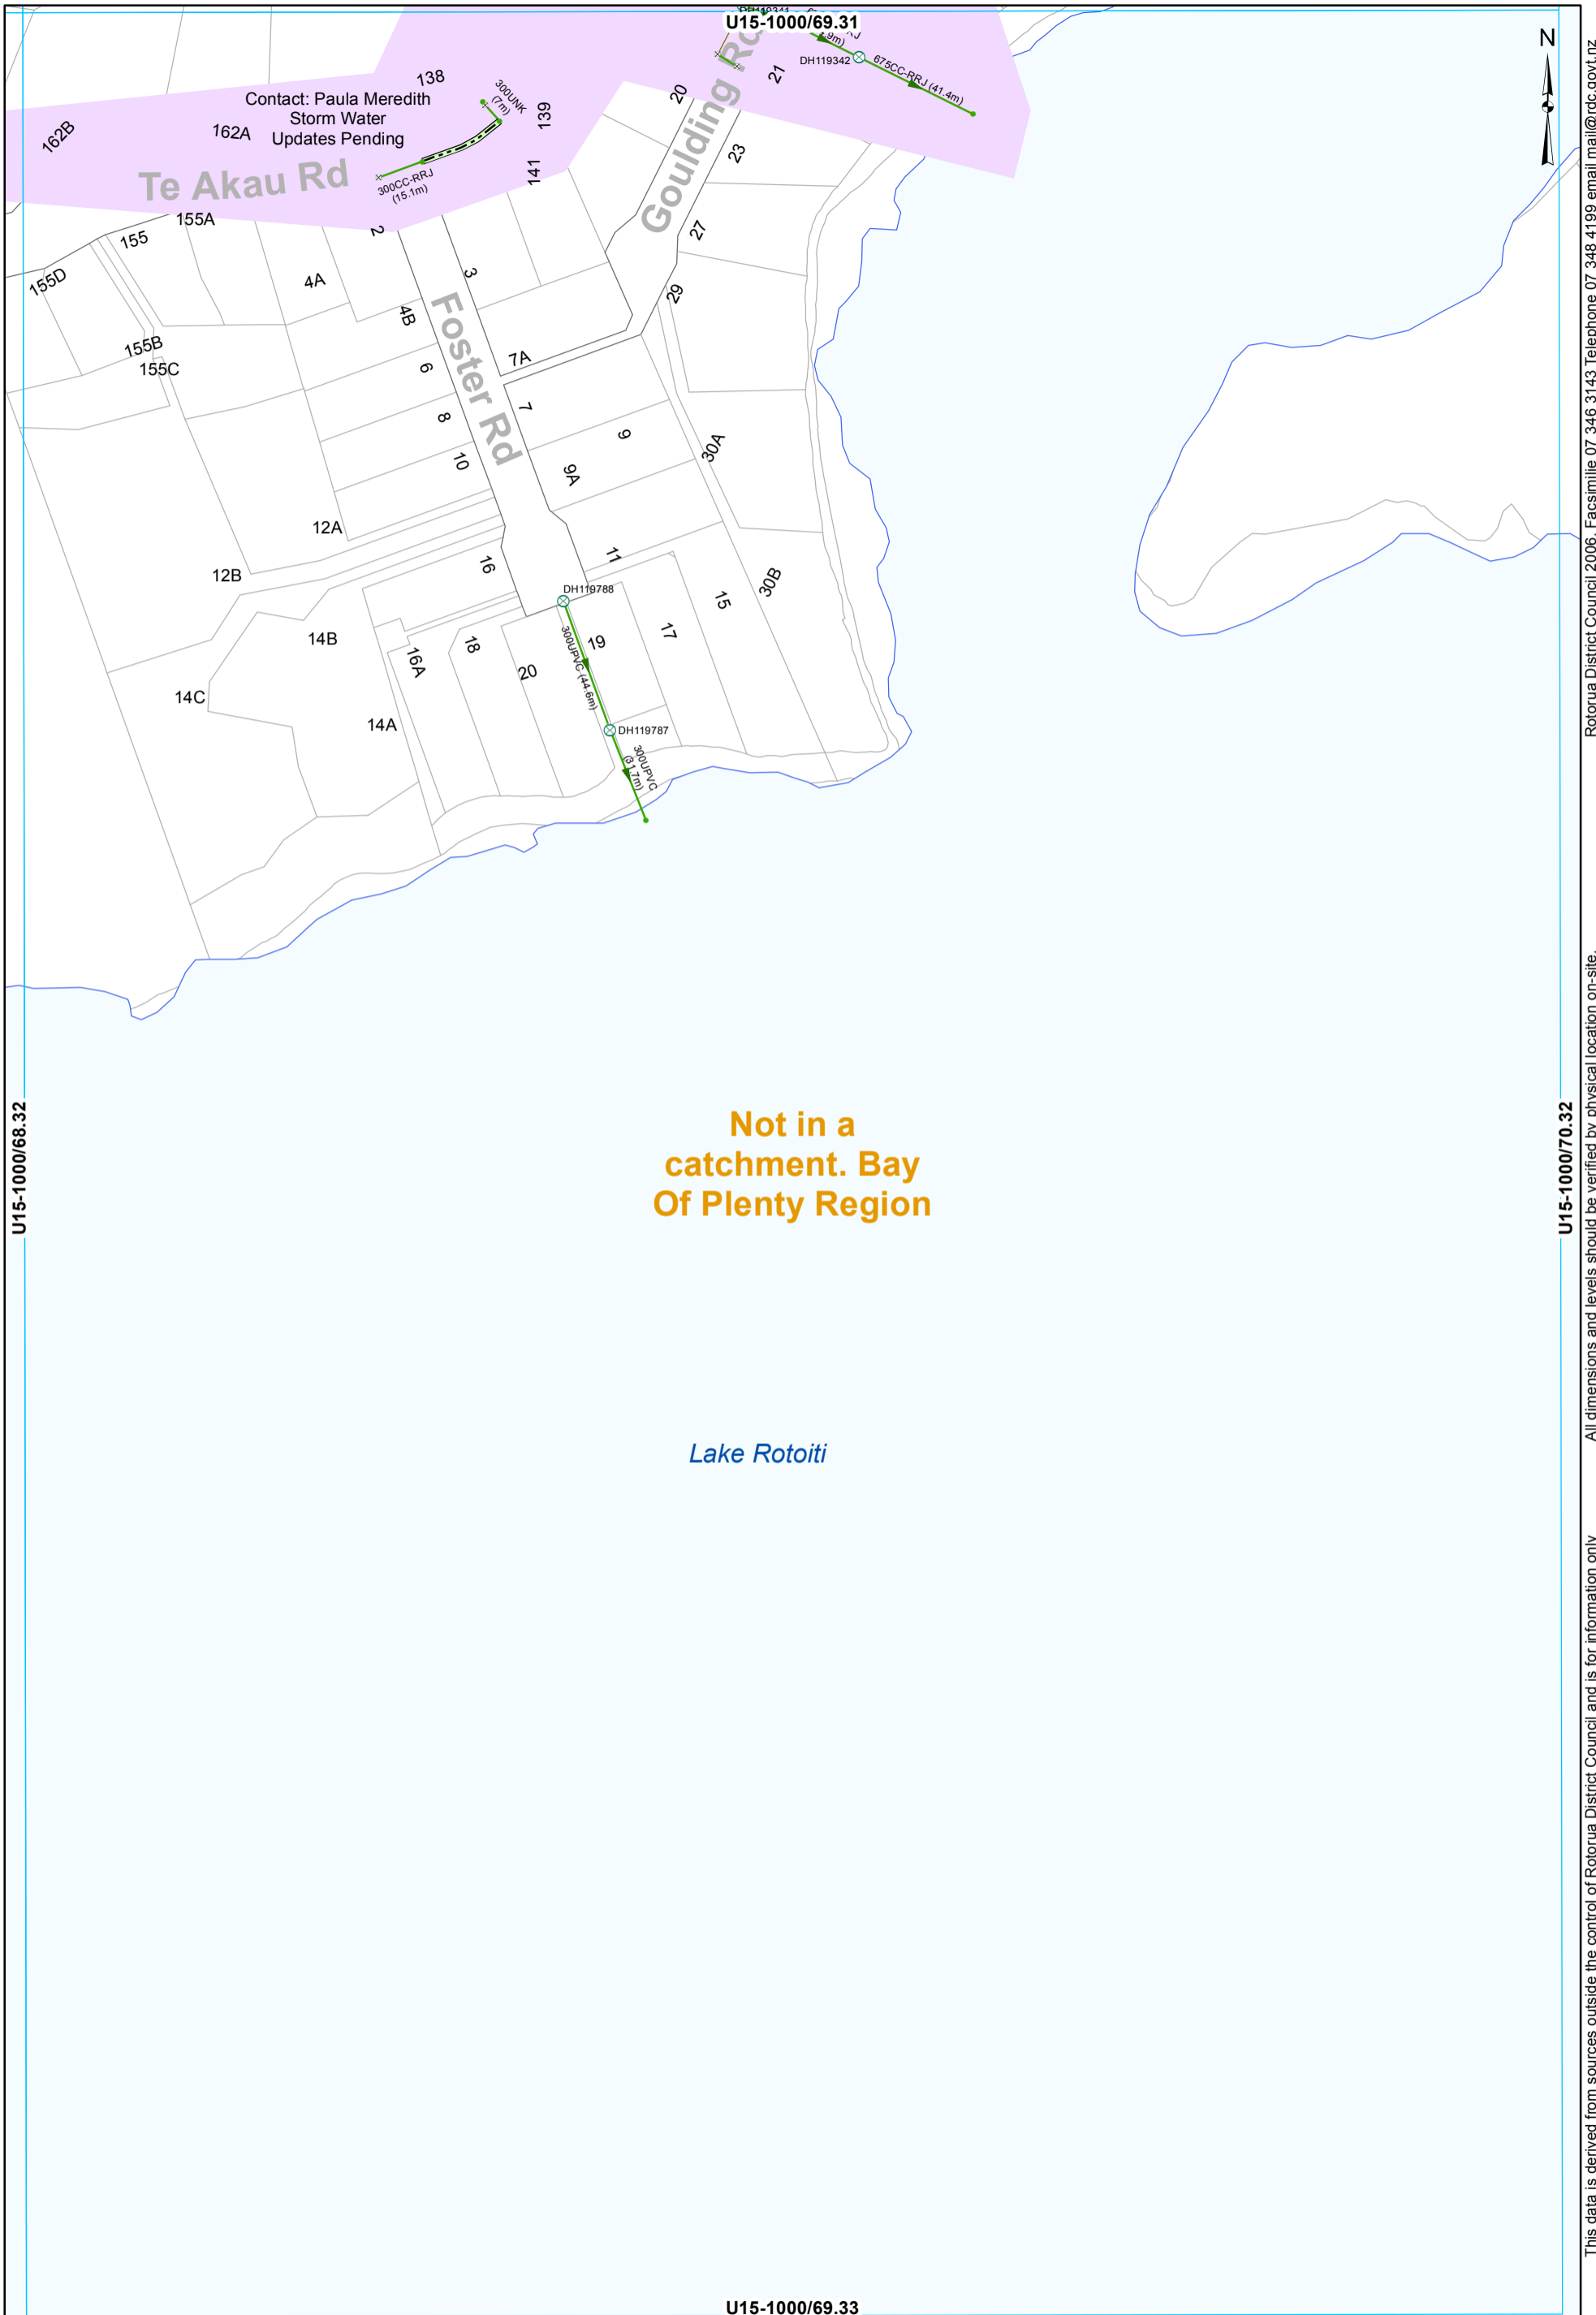 U15-1000/69.31
N
DH119342
675CC-RRJ (41.4m)
138
Contact: Paula Meredith
Storm Water
Updates Pending
162B
162A
300UNK
(7m)
139
141
20
21
Goulding Rd
Te Akau Rd
300CC-RRJ
(15.1m)
23
155A
155
2
27
155D
4A
3
29
4B
Foster Rd
155B
155C
6
7A
7
8
9
10
9A
30A
12A
12B
16
11
DH119788
15
30B
14B
16A
18
19
17
20
300UPVC (44.6m)
14C
14A
DH119787
300UPVC
(31.7m)
Not in a
catchment. Bay
Of Plenty Region
Lake Rotoiti
U15-1000/68.32
U15-1000/70.32
U15-1000/69.33
Rotorua District Council 2006. Facsimilie 07 346 3143 Telephone 07 348 4199 email mail@rdc.govt.nz
All dimensions and levels should be verified by physical location on-site.
This data is derived from sources outside the control of Rotorua District Council and is for information only